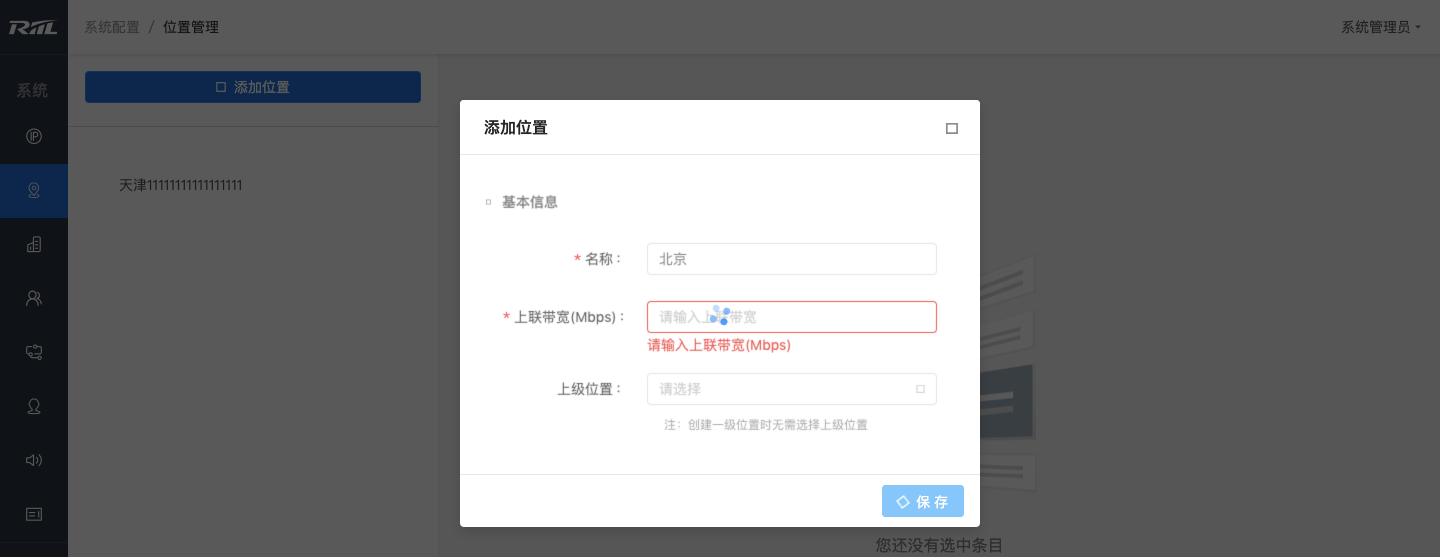 RIIL
系统配置 / 位置管理
系统管理员
系统
添加位置
天津11111111111111111
添加位置
基本信息
* 名称：
北京
* 上联带宽(Mbps)：
请输入上联带宽
请输入上联带宽(Mbps)
上级位置：
请选择
注：创建一级位置时无需选择上级位置
保 存
您还没有选中条目